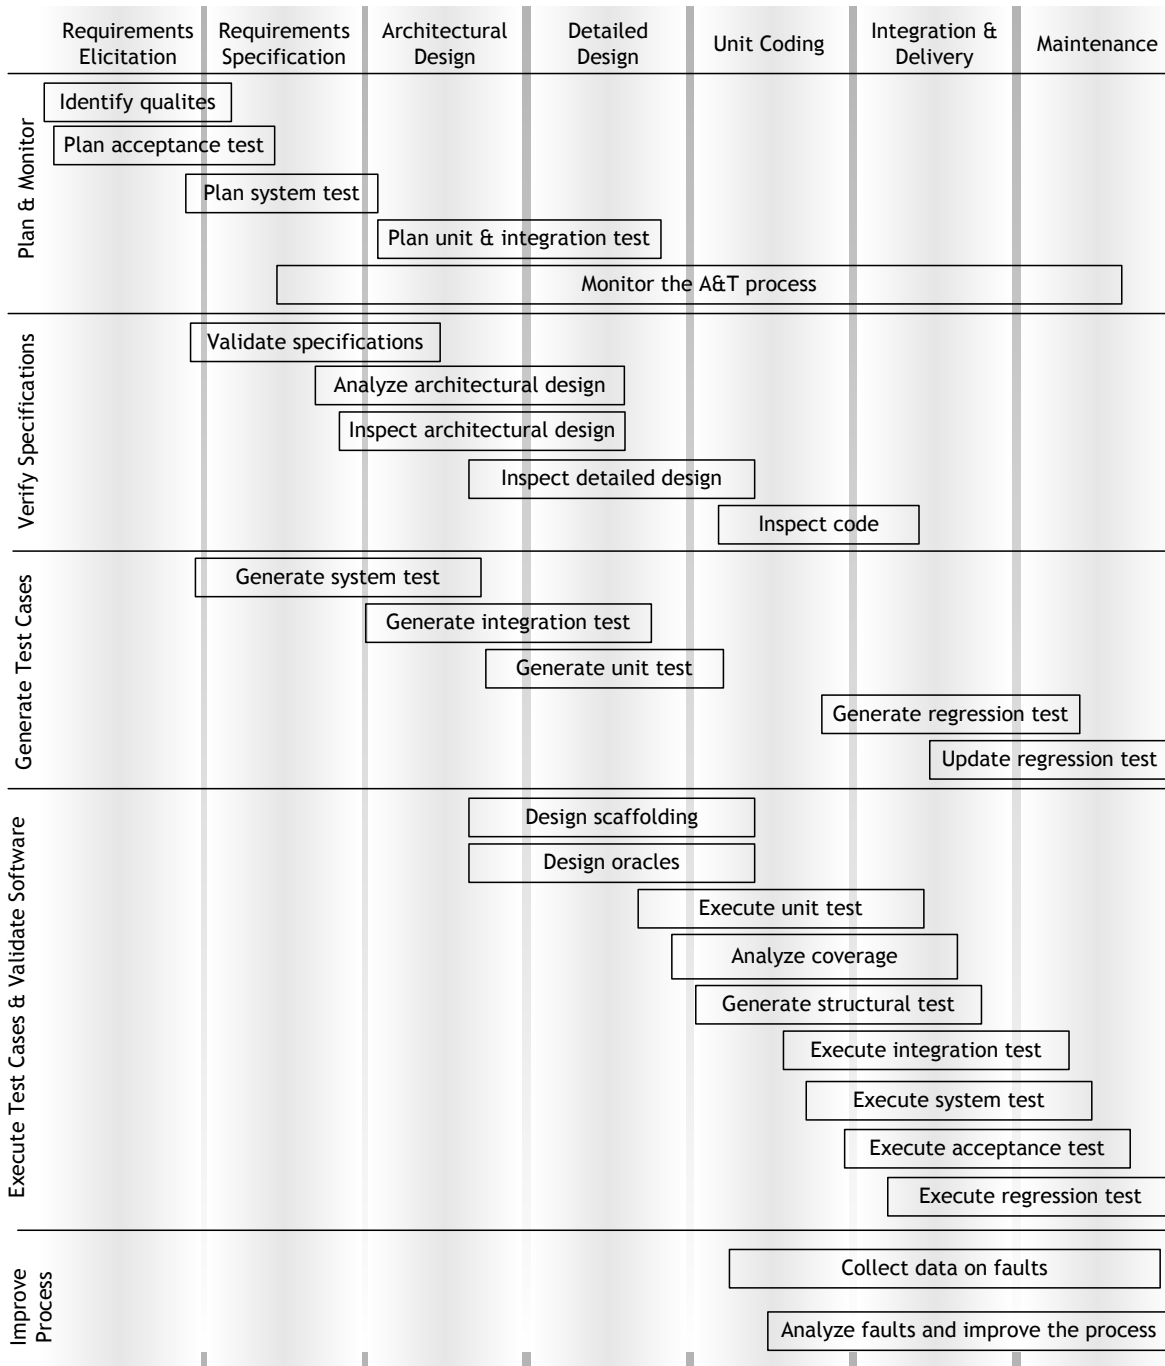 Requirements
Elicitation
Requirements
Specification
Architectural
Design
Detailed
Design
Unit Coding
Integration &
Delivery
Maintenance
Plan & Monitor
Identify qualites
Plan acceptance test
Plan system test
Plan unit & integration test
Monitor the A&T process
Verify Specifications
Validate specifications
Analyze architectural design
Inspect architectural design
Inspect detailed design
Inspect code
Generate Test Cases
Generate system test
Generate integration test
Generate unit test
Generate regression test
Update regression test
Execute Test Cases & Validate Software
Design scaffolding
Design oracles
Execute unit test
Analyze coverage
Generate structural test
Execute integration test
Execute system test
Execute acceptance test
Execute regression test
Improve
Process
Collect data on faults
Analyze faults and improve the process